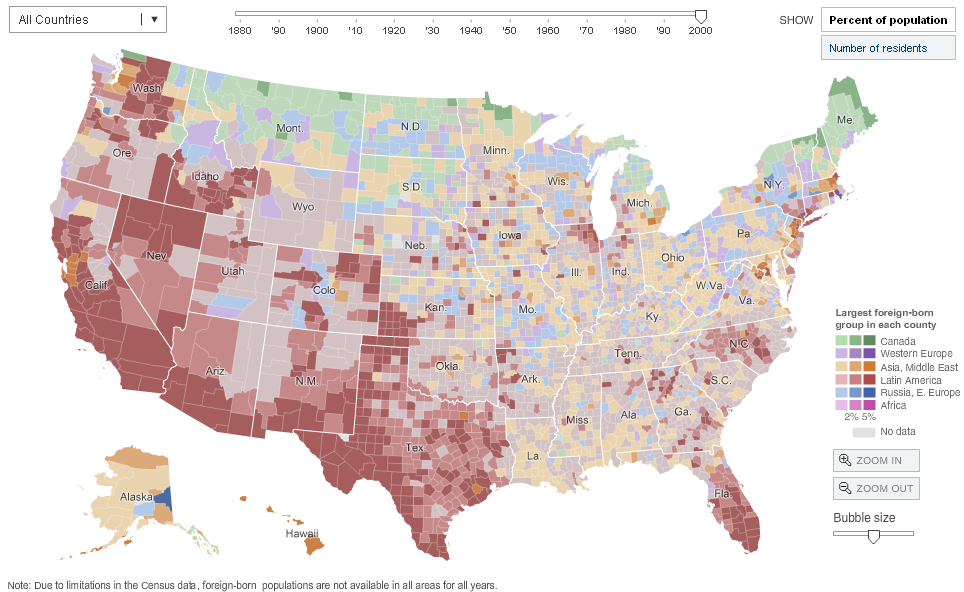 All Countries
1880 '90 1900 '10 1920 '30 1940 '50 1960 '70 1980 '90 2000
SHOW
Percent of population
Number of residents
Wash.
Ore.
Idaho
Mont.
Wyo.
N.D.
S.D.
Neb.
Minn.
Wis.
Mich.
Iowa
N.Y.
Me.
Pa.
Ohio
Ill.
Ind.
W.Va.
Va.
Nev.
Utah
Colo.
Calif.
Kan.
Mo.
Ky.
Ariz.
N.M.
Okla.
Ark.
Tenn.
N.C.
S.C.
Tex.
La.
Miss.
Ala.
Ga.
Fla.
Alaska
Hawaii
Largest foreign-born
group in each county
Canada
Western Europe
Asia, Middle East
Latin America
Russia, E. Europe
Africa
2% 5%
No data
ZOOM IN
ZOOM OUT
Bubble size
Note: Due to limitations in the Census data, foreign-born populations are not available in all areas for all years.